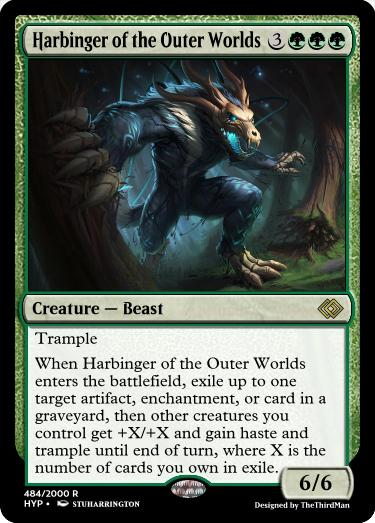 Harbinger of the Outer Worlds 3
Creature — Beast
Trample
When Harbinger of the Outer Worlds
enters the battlefield, exile up to one
target artifact, enchantment, or card in a
graveyard, then other creatures you
control get +X/+X and gain haste and
trample until end of turn, where X is the
number of cards you own in exile.
6/6
484/2000 R
HYP • STUHARRINGTON
Designed by TheThirdMan